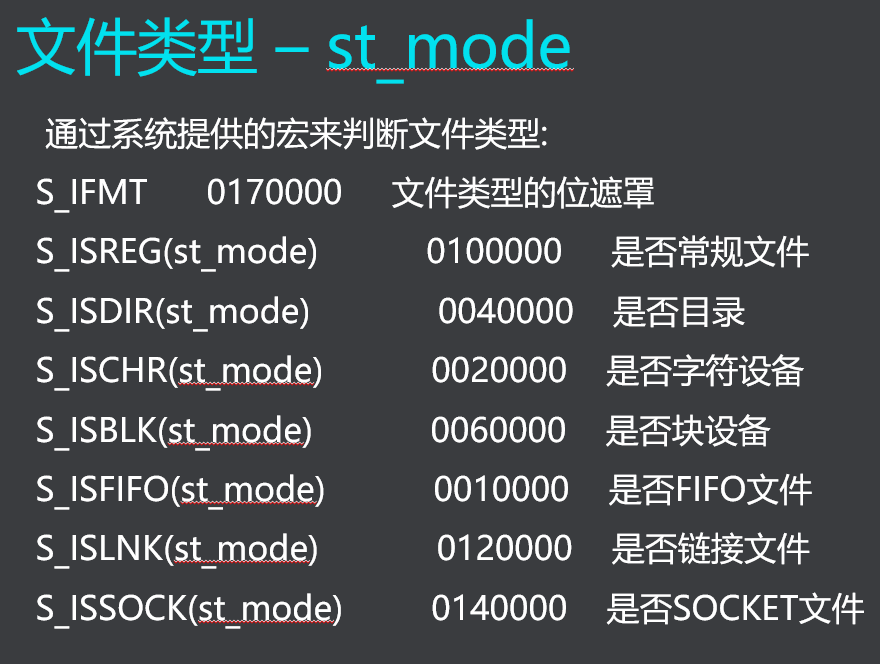 文件类型 – st_mode
通过系统提供的宏来判断文件类型:
S_IFMT 0170000 文件类型的位遮罩
S_ISREG(st_mode) 0100000 是否常规文件
S_ISDIR(st_mode) 0040000 是否目录
S_ISCHR(st_mode) 0020000 是否字符设备
S_ISBLK(st_mode) 0060000 是否块设备
S_ISFIFO(st_mode) 0010000 是否FIFO文件
S_ISLNK(st_mode) 0120000 是否链接文件
S_ISSOCK(st_mode) 0140000 是否SOCKET文件